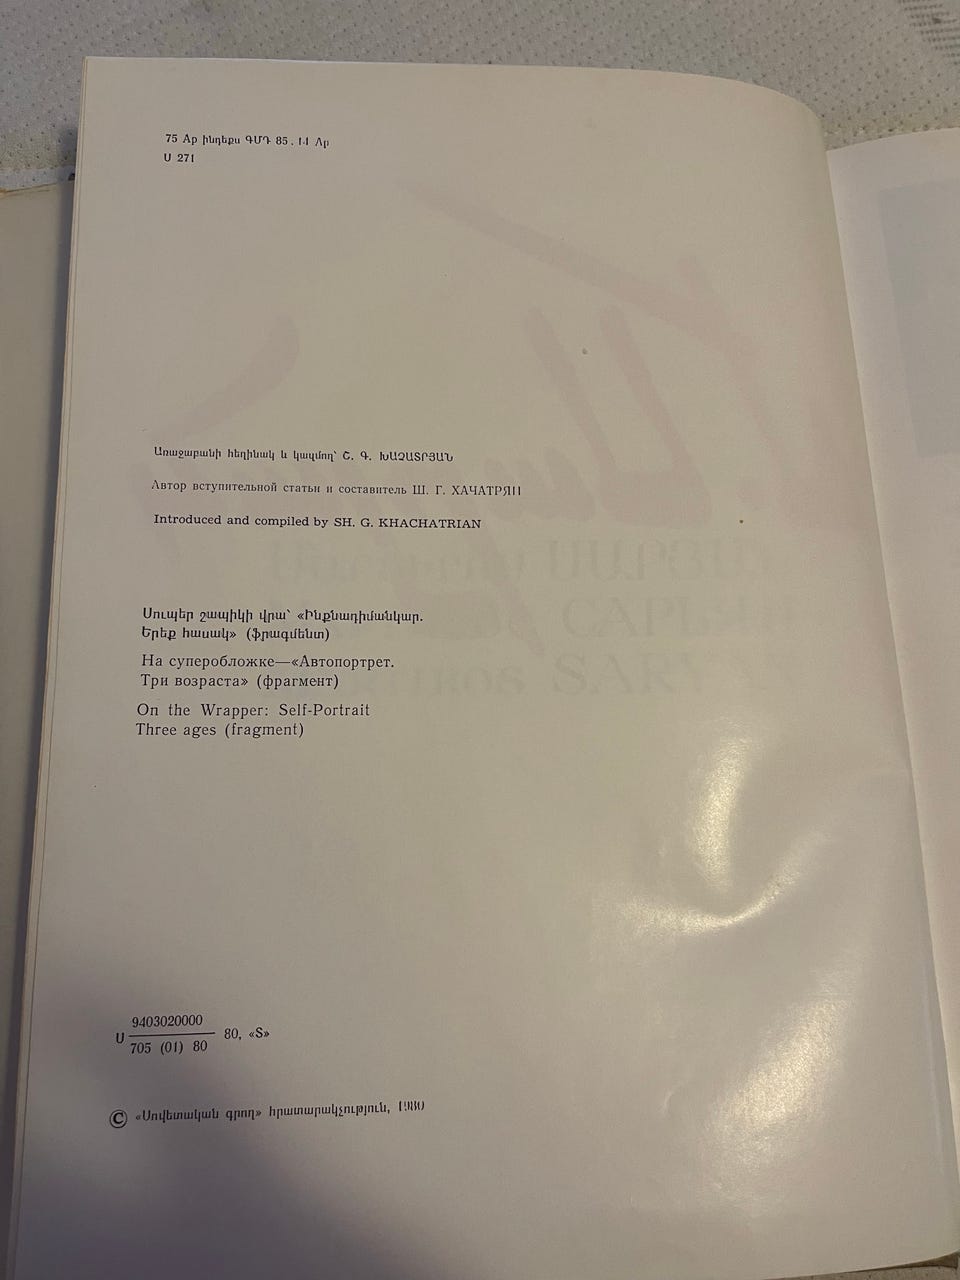 75 Ար ինդեքս ԳՄԴ 85.14 Ար
Ս 271
Առաջաբանի հեղինակ և կազմող՝ Շ. Գ. ԽԱՉԱՏՐՅԱՆ
Автор вступительной статьи и составитель Ш. Г. ХАЧАТРЯН
Introduced and compiled by SH. G. KHACHATRIAN
Սուպեր շապիկի վրա՝ «Ինքնադիմանկար.
Երեք հասակ» (ֆրագմենտ)
На суперобложке—«Автопортрет.
Три возраста» (фрагмент)
On the Wrapper: Self-Portrait
Three ages (fragment)
Ս 9403020000
705 (01) 80
80, «Տ»
© «Սովետական գրող» հրատարակչություն, 1980